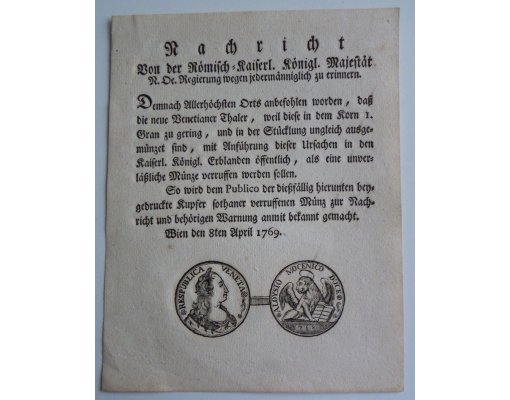 Nachricht
Von der Römisch-Kaiserl. Königl. Majestät
N. Oe. Regierung wegen jedermänniglich zu erinnern.
Demnach Allerhöchsten Orts anbefohlen worden, daß
die neue Venetianer Thaler, weil diese in dem Korn 1.
Gran zu gering, und in der Stücklung ungleich ausge-
münzet sind, mit Anführung dieser Ursachen in den
Kaiserl. Königl. Erblanden öffentlich, als eine unver-
läßliche Münze verruffen werden sollen.
So wird dem Publico der dießfällig hierunten bey-
gedruckte Kupfer sothaner verruffenen Münz zur Nach-
richt und behörigen Warnung anmit bekannt gemacht.
Wien den 8ten April 1769.
RESPUBLICA VENETA
ALOYSIO MOCENICO DUCE